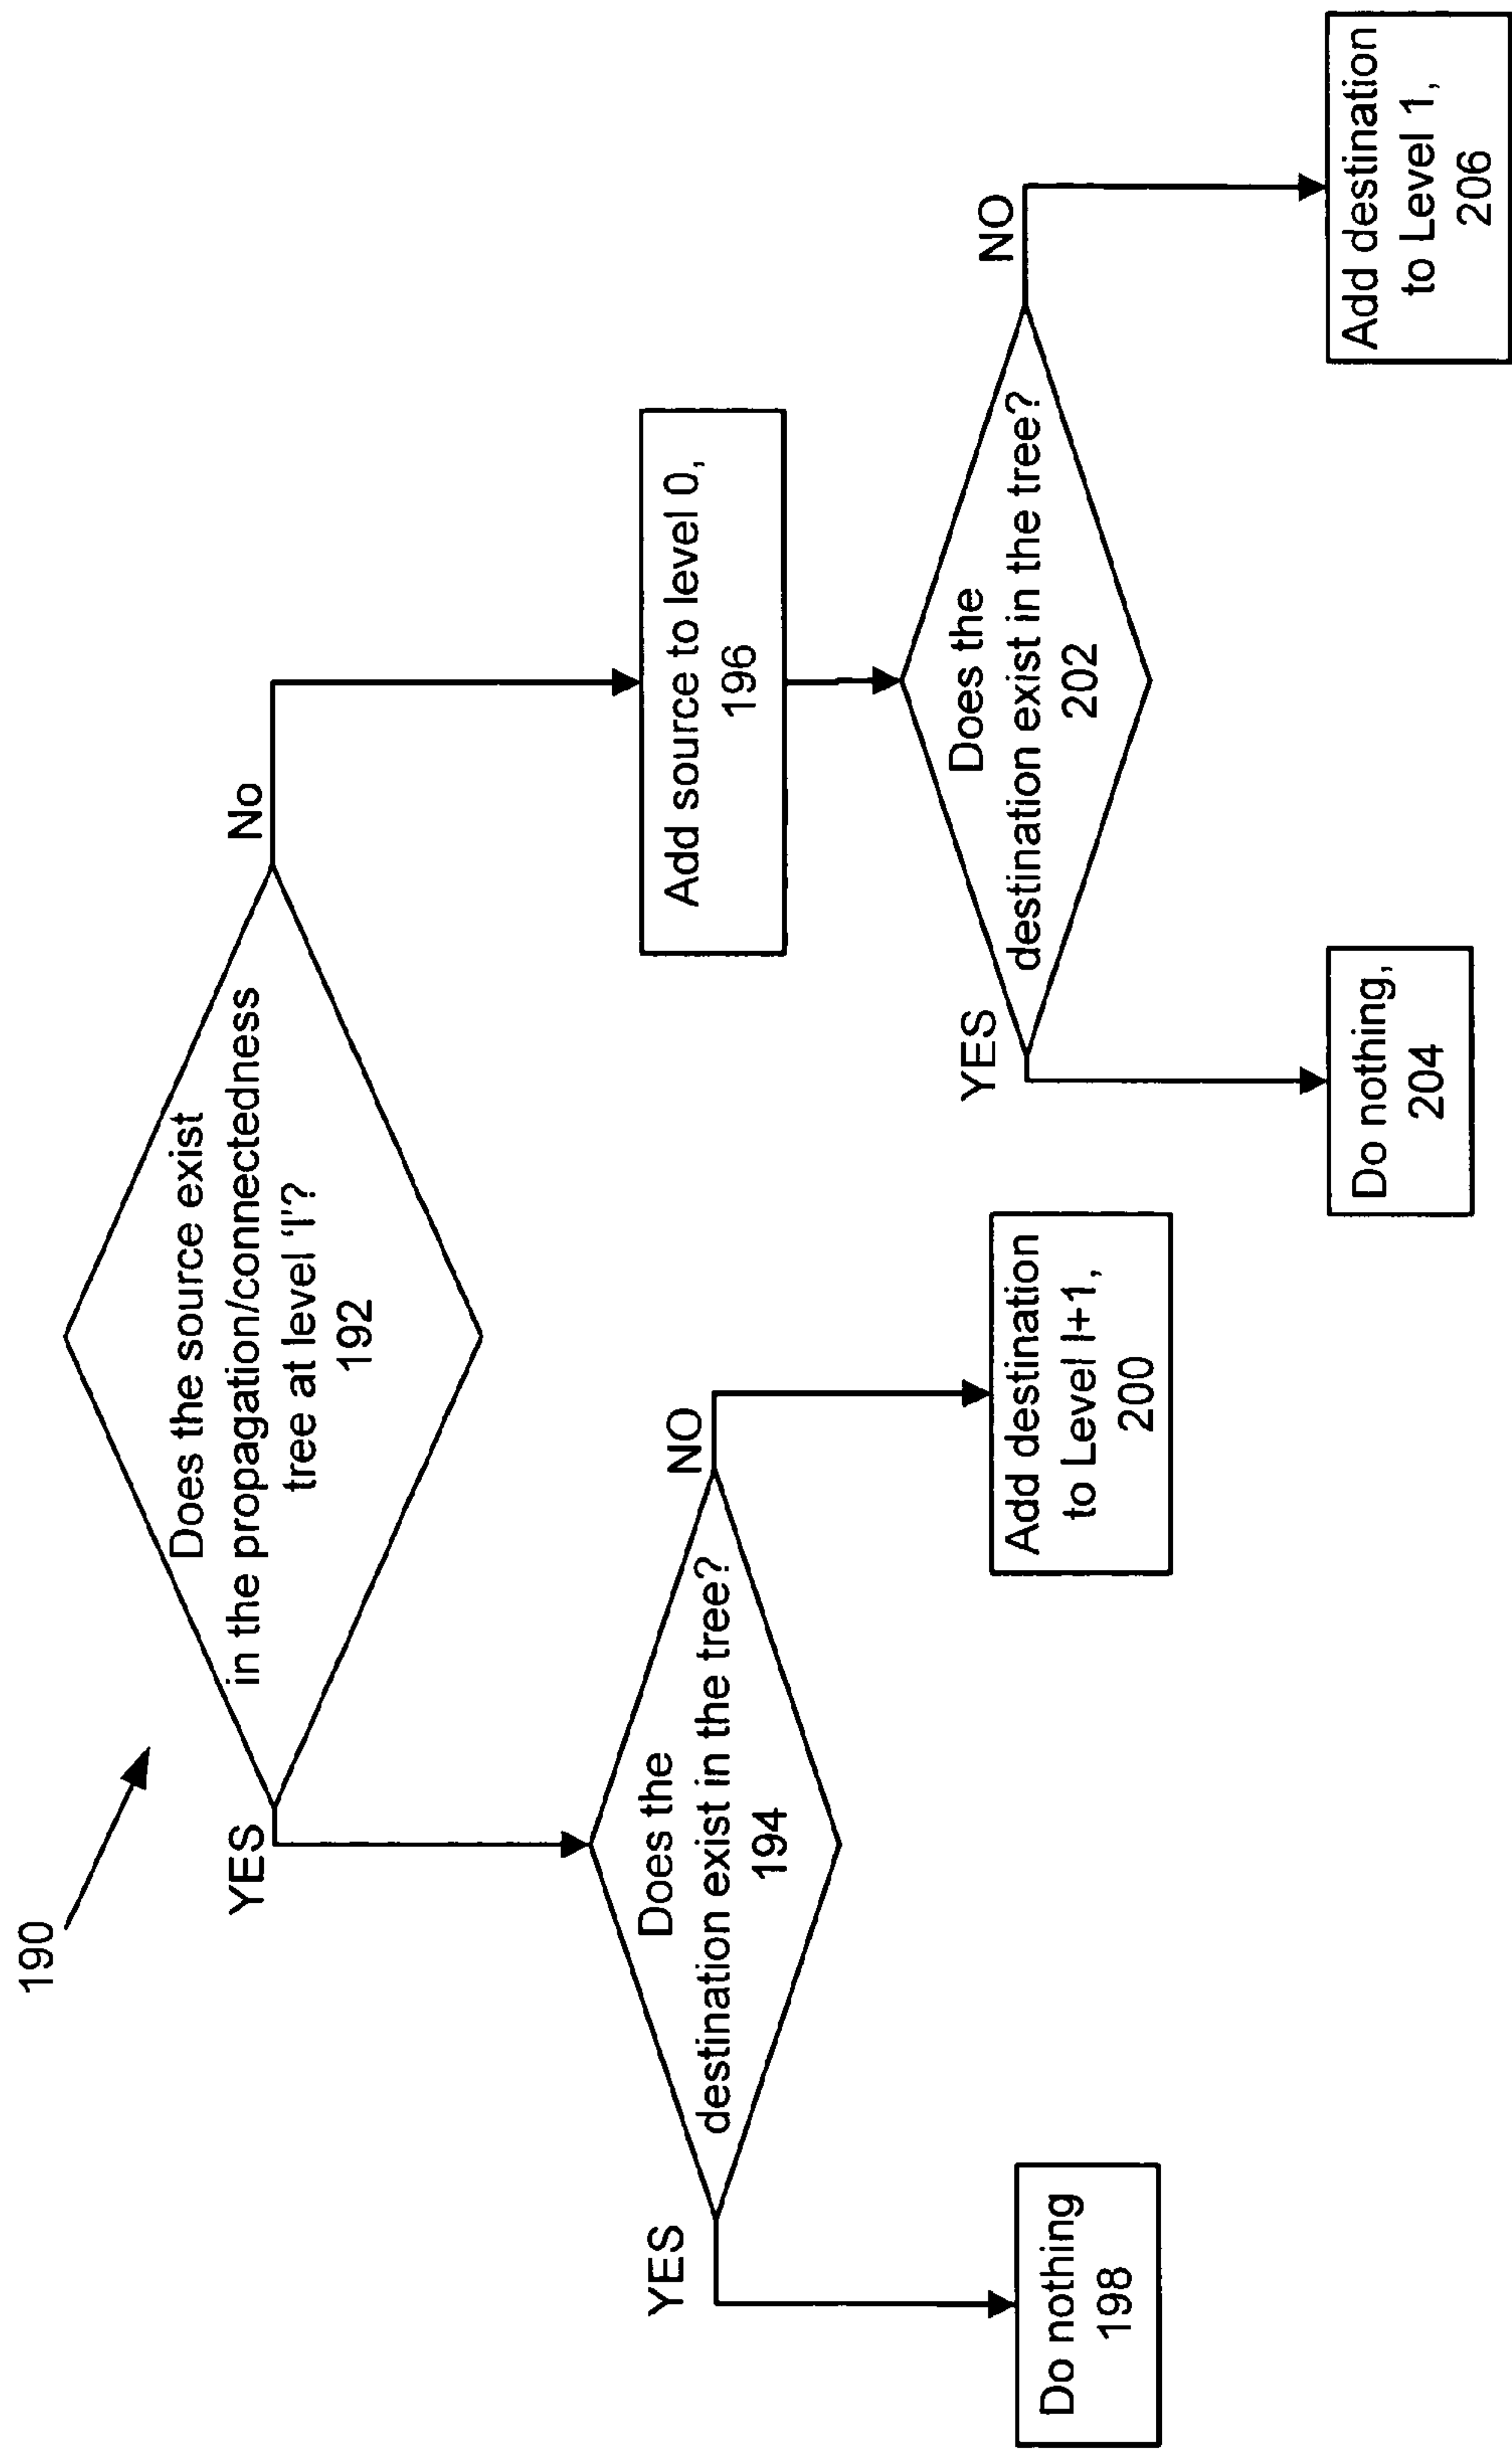 190
Does the source exist
in the propagation/connectedness
tree at level 'l'?
192
YES
No
Does the
destination exist in the tree?
194
YES
NO
Do nothing
198
Add destination
to Level l+1,
200
Add source to level 0,
196
Does the
destination exist in the tree?
202
YES
NO
Do nothing,
204
Add destination
to Level 1,
206